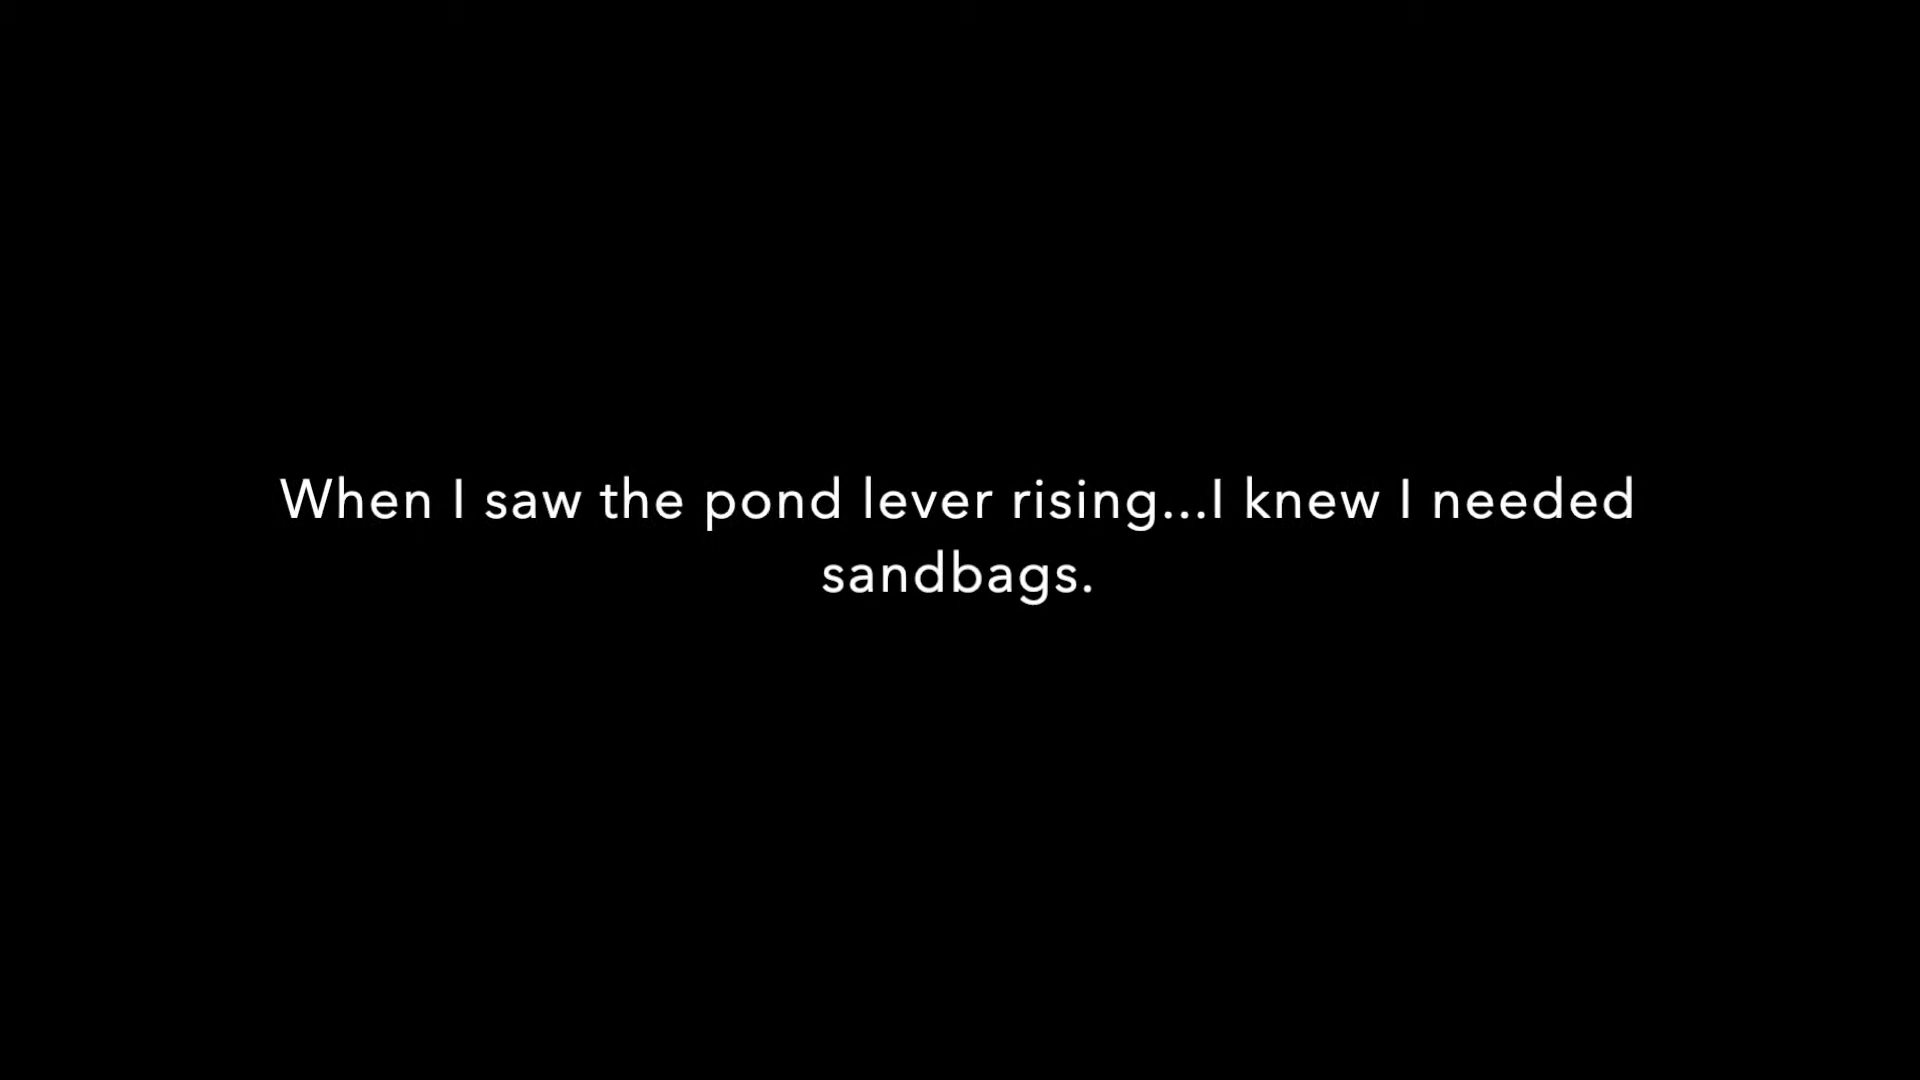 When I saw the pond lever rising...I knew I needed
sandbags.